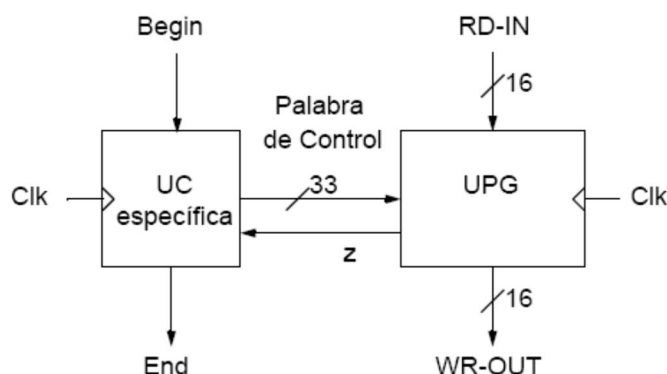 Begin
RD-IN
16
Palabra
de Control
Clk
UC
específica
33
UPG
Clk
z
16
End
WR-OUT